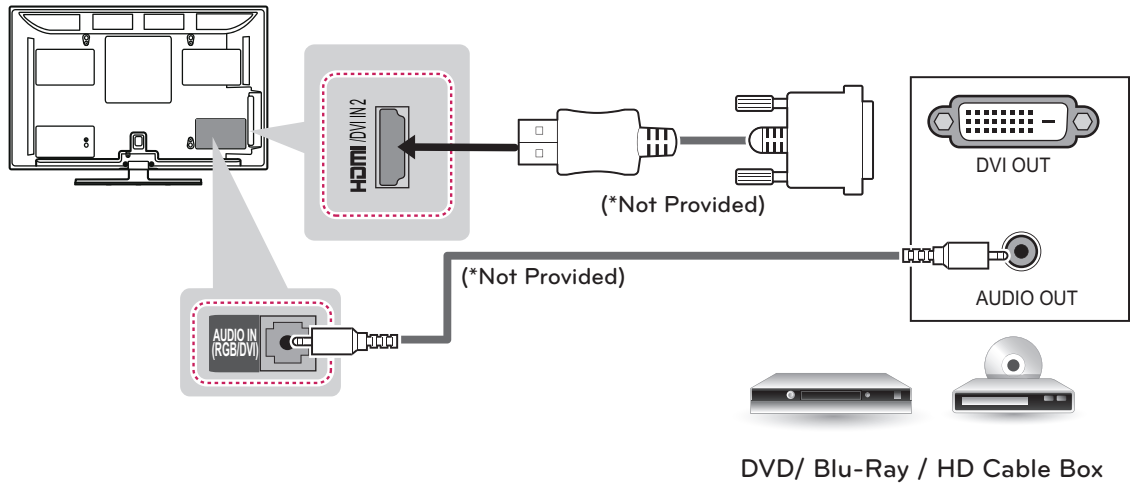 HDMI /DVI IN 2
(*Not Provided)
DVI OUT
(*Not Provided)
AUDIO OUT
AUDIO IN
(RGB/DVI)
DVD/ Blu-Ray / HD Cable Box